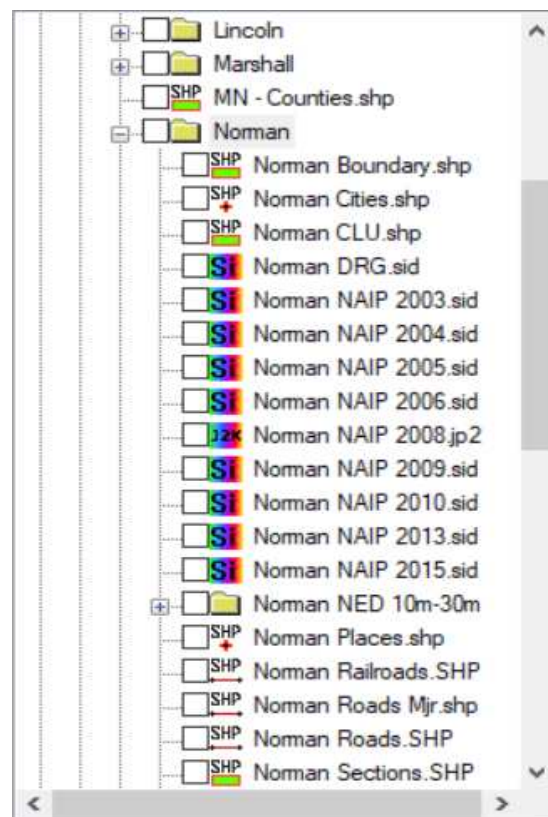 Lincoln
Marshall
SHP MN - Counties.shp
Norman
SHP Norman Boundary.shp
SHP Norman Cities.shp
SHP Norman CLU.shp
Si Norman DRG.sid
Si Norman NAIP 2003.sid
Si Norman NAIP 2004.sid
Si Norman NAIP 2005.sid
Si Norman NAIP 2006.sid
J2K Norman NAIP 2008.jp2
Si Norman NAIP 2009.sid
Si Norman NAIP 2010.sid
Si Norman NAIP 2013.sid
Si Norman NAIP 2015.sid
Norman NED 10m-30m
SHP Norman Places.shp
SHP Norman Railroads.SHP
SHP Norman Roads Mjr.shp
SHP Norman Roads.SHP
SHP Norman Sections.SHP